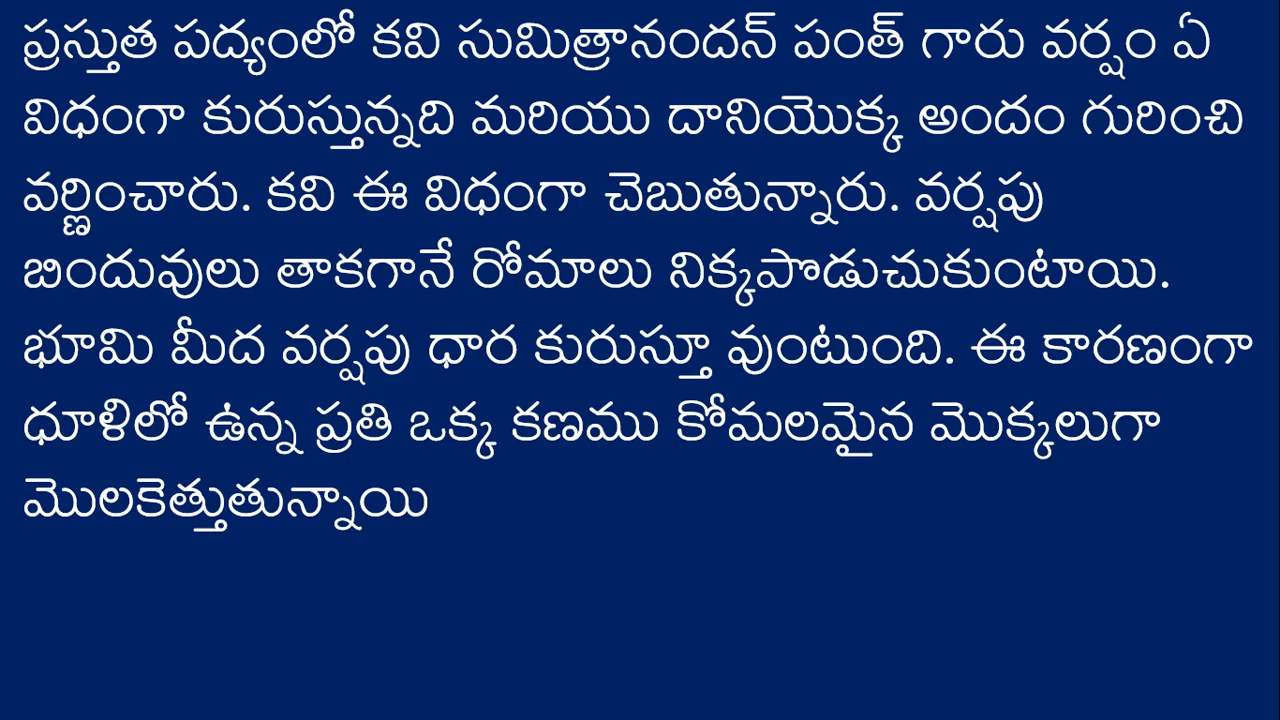 ప్రస్తుత పద్యంలో కవి సుమిత్రానందన్ పంత్ గారు వర్షం ఏ
విధంగా కురుస్తున్నది మరియు దానియొక్క అందం గురించి
వర్ణించారు. కవి ఈ విధంగా చెబుతున్నారు. వర్షపు
బిందువులు తాకగానే రోమాలు నిక్కపొడుచుకుంటాయి.
భూమి మీద వర్షపు ధార కురుస్తూ వుంటుంది. ఈ కారణంగా
ధూళిలో ఉన్న ప్రతి ఒక్క కణము కోమలమైన మొక్కలుగా
మొలకెత్తుతున్నాయి